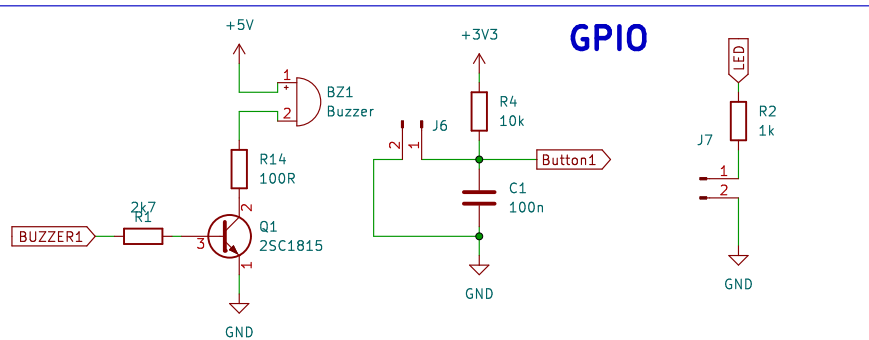 GPIO
+5V
1
+
2
BZ1
Buzzer
R14
100R
2k7
R1
BUZZER1
3
2
1
Q1
2SC1815
GND
+3V3
R4
10k
J6
2
1
Button1
C1
100n
GND
LED
R2
1k
J7
1
2
GND